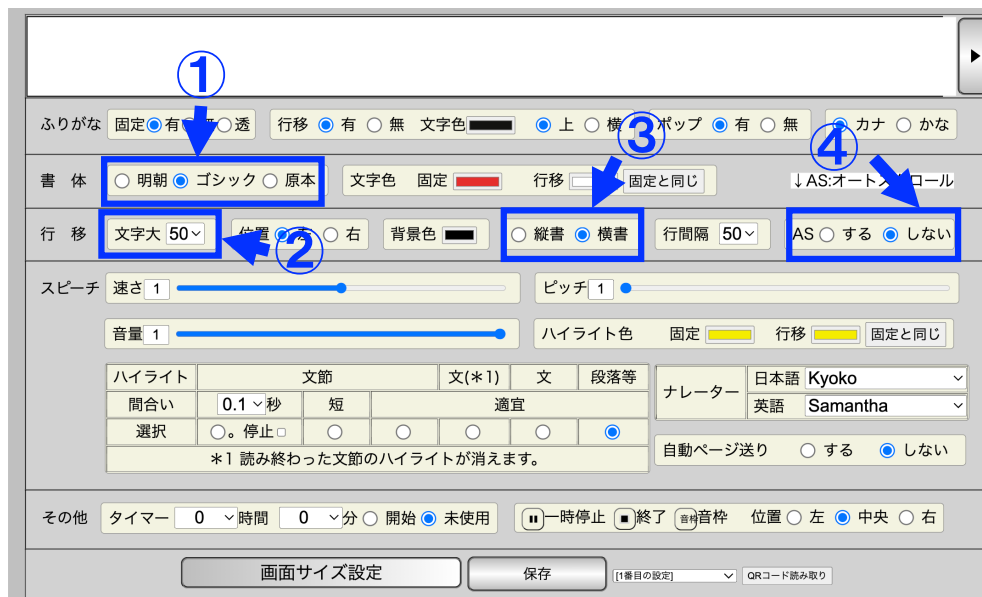 ①
ふりがな 固定 有 無 透 行移 有 無 文字色 上 横 ポップ 有 無 カナ かな
③ ④
書 体 明朝 ゴシック 原本 文字色 固定 行移 固定と同じ ↓AS:オートスクロール
行 移 文字大 50 位置 左 右 背景色 縦書 横書 行間隔 50 AS する しない
②
スピーチ 速さ 1 ピッチ 1
音量 1 ハイライト色 固定 行移 固定と同じ
ハイライト 文節 文(*1) 文 段落等
間合い 0.1 秒 短 適宜
選択 。停止
*1 読み終わった文節のハイライトが消えます。
ナレーター 日本語 Kyoko
英語 Samantha
自動ページ送り する しない
その他 タイマー 0 時間 0 分 開始 未使用 一時停止 終了 音枠 音枠 位置 左 中央 右
画面サイズ設定 保存 [1番目の設定] QRコード読み取り